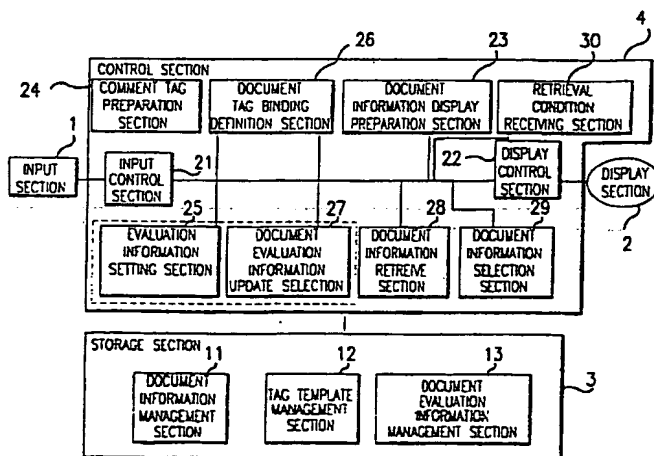 26
23
30
4
CONTROL SECTION
24
COMMENT TAG
PREPARATION
SECTION
DOCUMENT
TAG BINDING
DEFINITION SECTION
DOCUMENT
INFORMATION DISPLAY
PREPARATION SECTION
RETRIEVAL
CONDITION
RECEIVING SECTION
1
INPUT
SECTION
INPUT
CONTROL
SECTION
21
22
DISPLAY
CONTROL
SECTION
DISPLAY
SECTION
2
25
EVALUATION
INFORMATION
SETTING SECTION
27
DOCUMENT
EVALUATION
INFORMATION
UPDATE SELECTION
28
DOCUMENT
INFORMATION
RETREIVE
SECTION
29
DOCUMENT
INFORMATION
SELECTION
SECTION
STORAGE SECTION
11
DOCUMENT
INFORMATION
MANAGEMENT
SECTION
12
TAG TEMPLATE
MANAGEMENT
SECTION
13
DOCUMENT
EVALUATION
INFORMATION
MANAGEMENT SECTION
3